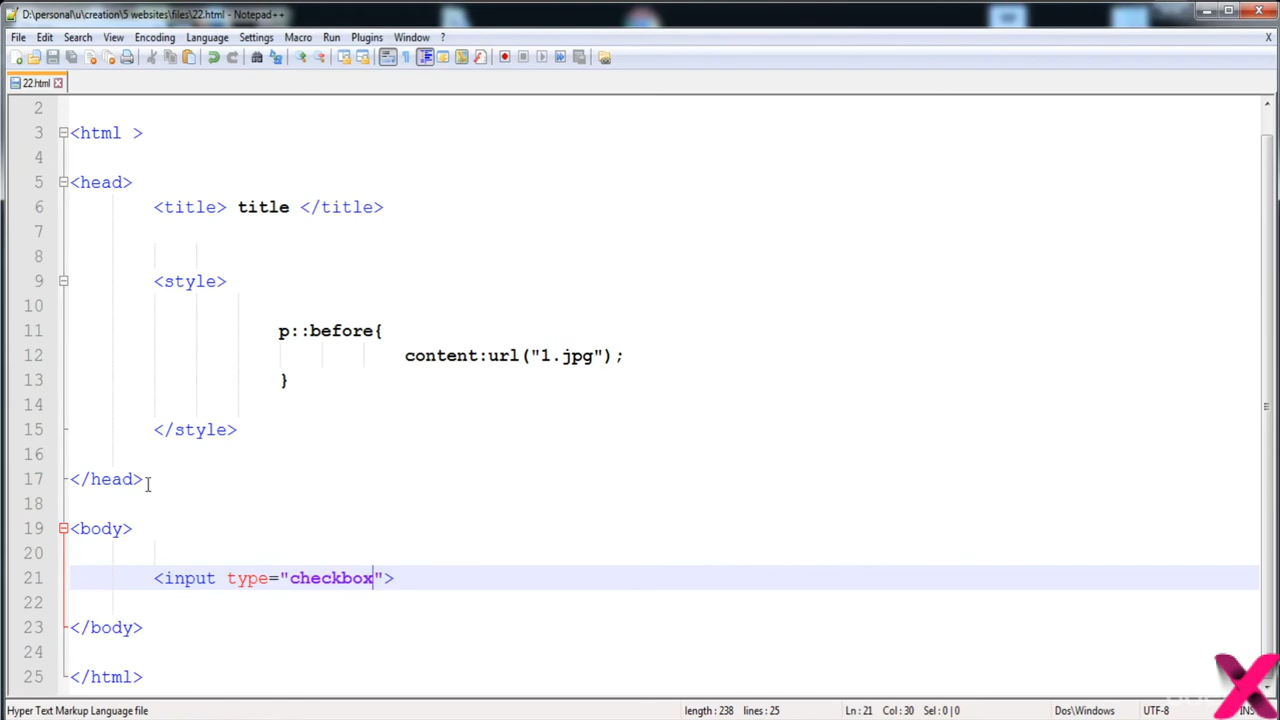 D:\personal\u\creation\5 websites\files\22.html - Notepad++
File Edit Search View Encoding Language Settings Macro Run Plugins Window ? X
22.html
2
3 <html >
4
5 <head>
6 <title> title </title>
7
8
9 <style>
10
11 p::before{
12 content:url("1.jpg");
13 }
14
15 </style>
16
17 </head>
18
19 <body>
20
21 <input type="checkbox">
22
23 </body>
24
25 </html>
Hyper Text Markup Language file length:238 lines:25 Ln:21 Col:30 Sel:0|0 Dos\Windows UTF-8 INS